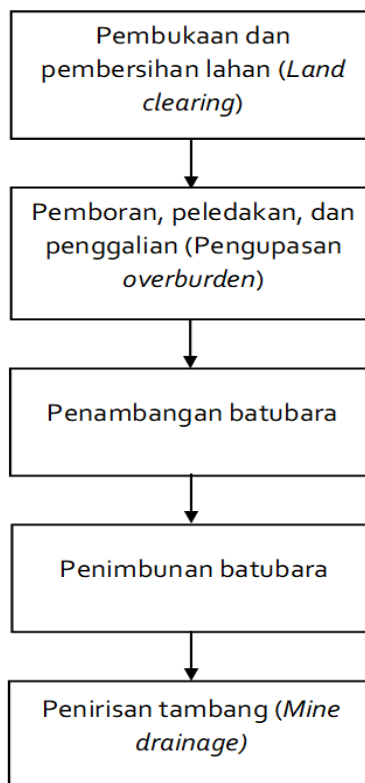 Pembukaan dan
pembersihan lahan (Land
clearing)
Pemboran, peledakan, dan
penggalian (Pengupasan
overburden)
Penambangan batubara
Penimbunan batubara
Penirisan tambang (Mine
drainage)